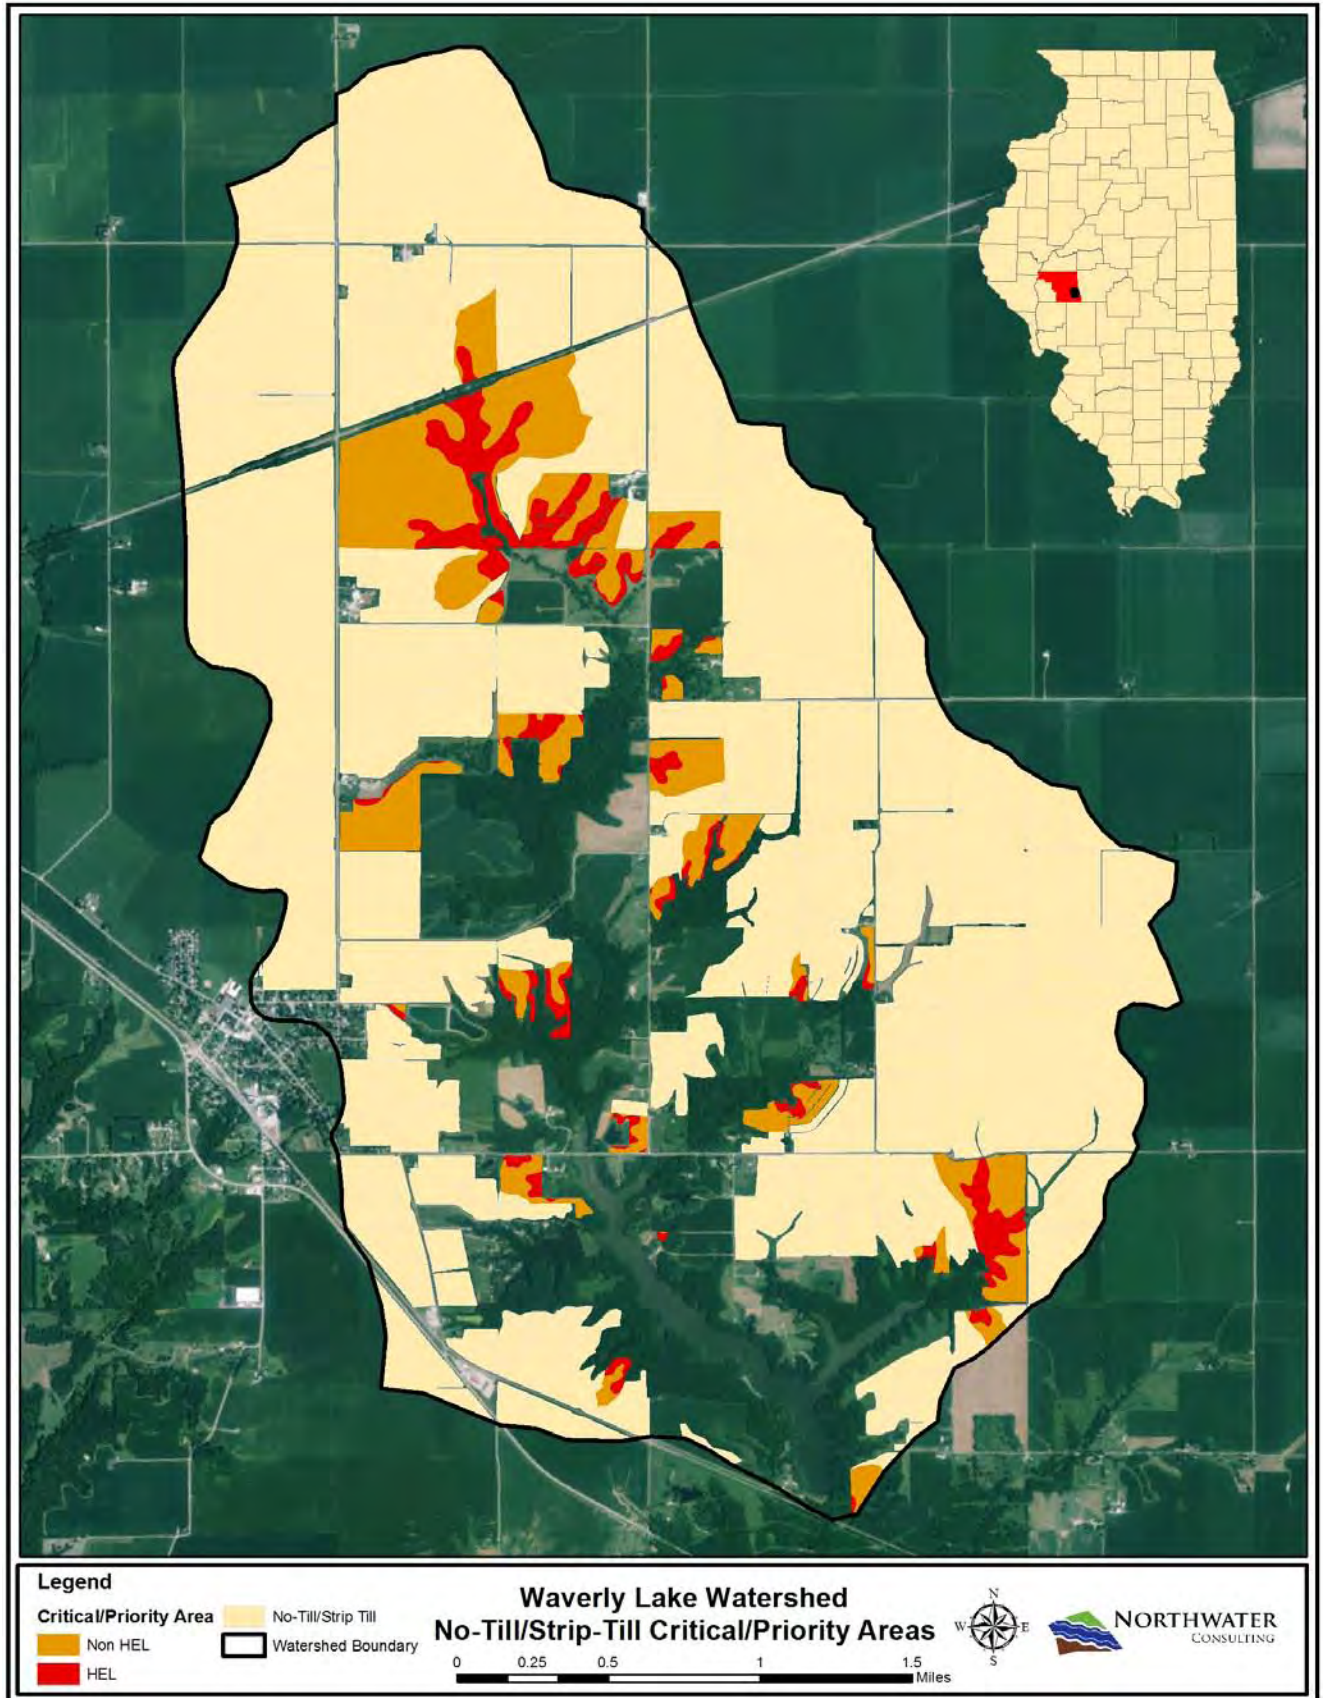 Legend
Critical/Priority Area
Non HEL
HEL
No-Till/Strip Till
Watershed Boundary
Waverly Lake Watershed
No-Till/Strip-Till Critical/Priority Areas
0 0.25 0.5 1 1.5
Miles
N
W E
S
NORTHWATER
CONSULTING